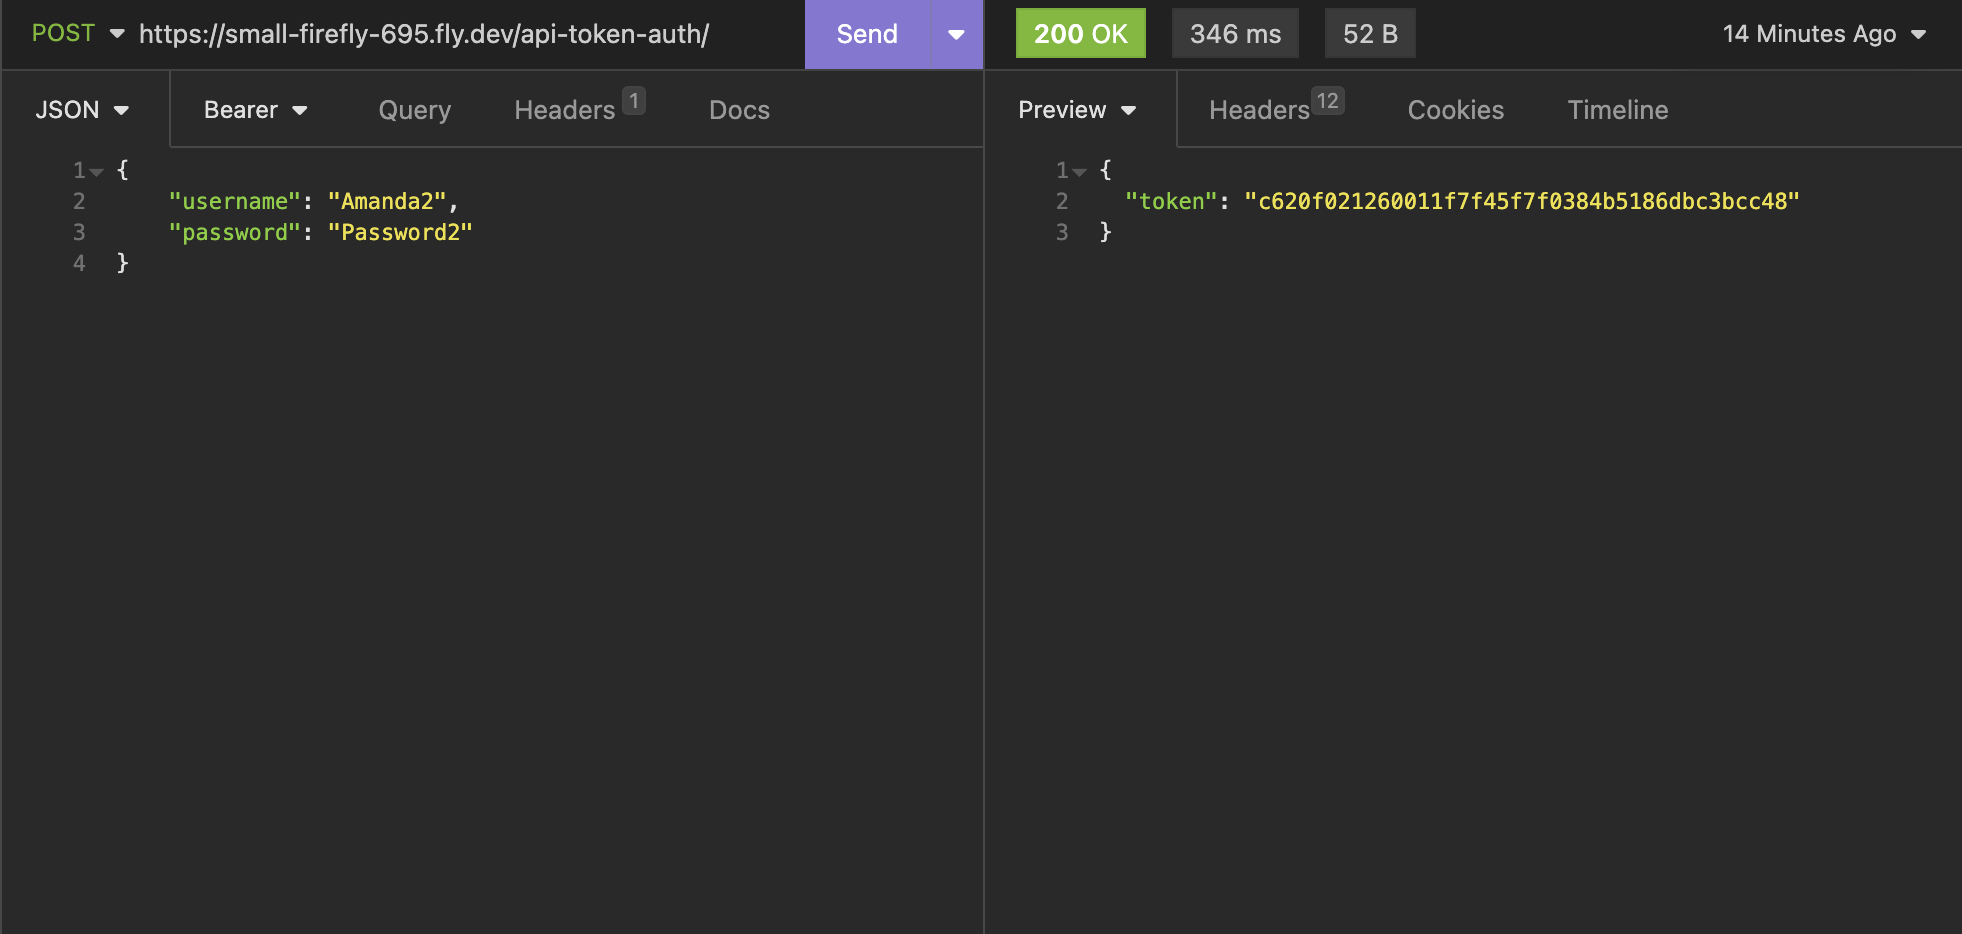 POST https://small-firefly-695.fly.dev/api-token-auth/ Send 200 OK 346 ms 52 B 14 Minutes Ago
JSON Bearer Query Headers 1 Docs Preview Headers 12 Cookies Timeline
1 {
2 "username": "Amanda2",
3 "password": "Password2"
4 }
1 {
2 "token": "c620f021260011f7f45f7f0384b5186dbc3bcc48"
3 }